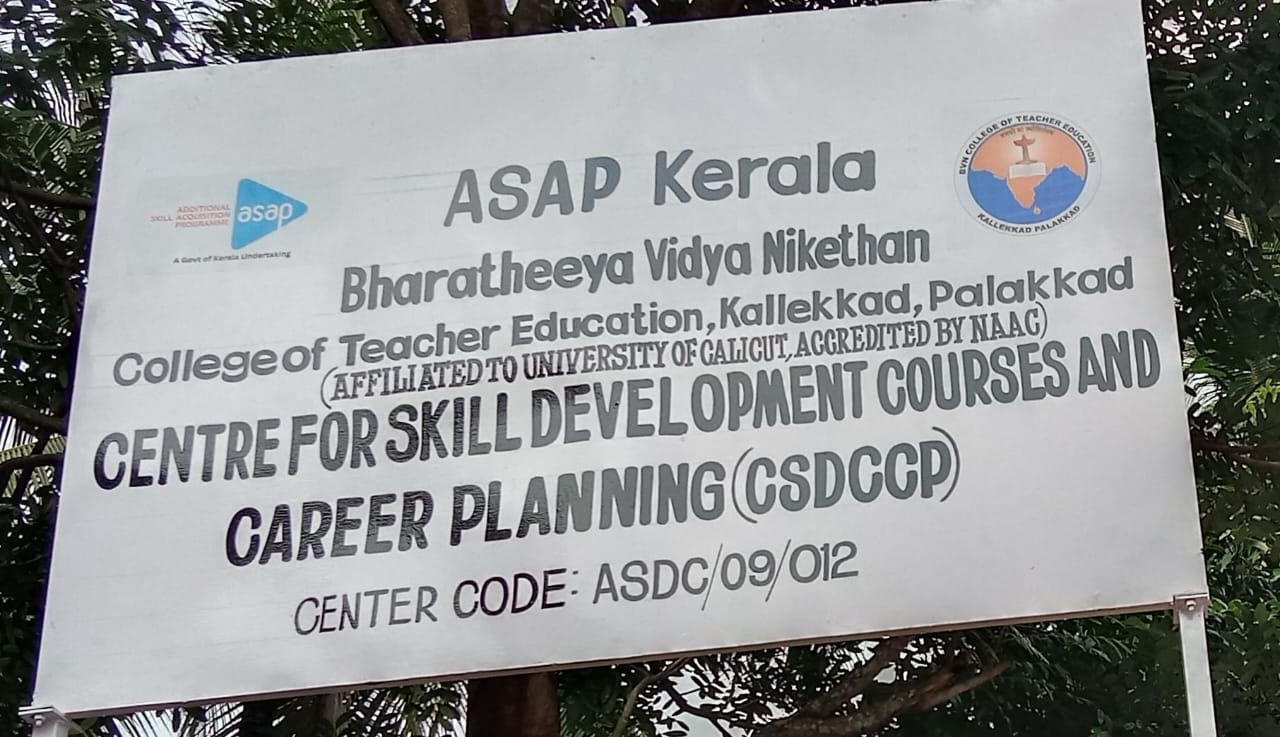 ASAP Kerala
ADDITIONAL
SKILL ACQUISITION
PROGRAMME
asap
A Govt of Kerala Undertaking
BVN COLLEGE OF TEACHER EDUCATION
KALLEKKAD PALAKKAD
Bharatheeya Vidya Nikethan
College of Teacher Education, Kallekkad, Palakkad
(AFFILIATED TO UNIVERSITY OF CALICUT, ACCREDITED BY NAAC)
CENTRE FOR SKILL DEVELOPMENT COURSES AND
CAREER PLANNING (CSDCCP)
CENTER CODE: ASDC/09/012